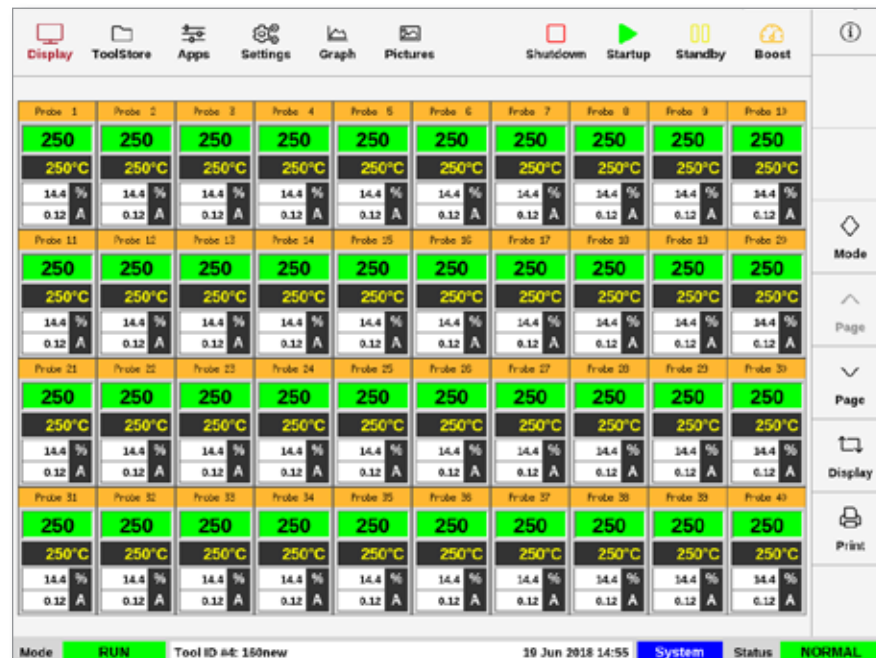 Display ToolStore Apps Settings Graph Pictures Shutdown Startup Standby Boost
Probe 1 Probe 2 Probe 3 Probe 4 Probe 5 Probe 6 Probe 7 Probe 8 Probe 9 Probe 10
250 250 250 250 250 250 250 250 250 250
250°C 250°C 250°C 250°C 250°C 250°C 250°C 250°C 250°C 250°C
14.4 % 14.4 % 14.4 % 14.4 % 14.4 % 14.4 % 14.4 % 14.4 % 14.4 % 14.4 %
0.12 A 0.12 A 0.12 A 0.12 A 0.12 A 0.12 A 0.12 A 0.12 A 0.12 A 0.12 A
Probe 11 Probe 12 Probe 13 Probe 14 Probe 15 Probe 16 Probe 17 Probe 18 Probe 19 Probe 20
250 250 250 250 250 250 250 250 250 250
250°C 250°C 250°C 250°C 250°C 250°C 250°C 250°C 250°C 250°C
14.4 % 14.4 % 14.4 % 14.4 % 14.4 % 14.4 % 14.4 % 14.4 % 14.4 % 14.4 %
0.12 A 0.12 A 0.12 A 0.12 A 0.12 A 0.12 A 0.12 A 0.12 A 0.12 A 0.12 A
Probe 21 Probe 22 Probe 23 Probe 24 Probe 25 Probe 26 Probe 27 Probe 28 Probe 29 Probe 30
250 250 250 250 250 250 250 250 250 250
250°C 250°C 250°C 250°C 250°C 250°C 250°C 250°C 250°C 250°C
14.4 % 14.4 % 14.4 % 14.4 % 14.4 % 14.4 % 14.4 % 14.4 % 14.4 % 14.4 %
0.12 A 0.12 A 0.12 A 0.12 A 0.12 A 0.12 A 0.12 A 0.12 A 0.12 A 0.12 A
Probe 31 Probe 32 Probe 33 Probe 34 Probe 35 Probe 36 Probe 37 Probe 38 Probe 39 Probe 40
250 250 250 250 250 250 250 250 250 250
250°C 250°C 250°C 250°C 250°C 250°C 250°C 250°C 250°C 250°C
14.4 % 14.4 % 14.4 % 14.4 % 14.4 % 14.4 % 14.4 % 14.4 % 14.4 % 14.4 %
0.12 A 0.12 A 0.12 A 0.12 A 0.12 A 0.12 A 0.12 A 0.12 A 0.12 A 0.12 A
Mode
Page
Page
Display
Print
Mode RUN Tool ID #4: 160new 19 Jun 2018 14:55 System Status NORMAL